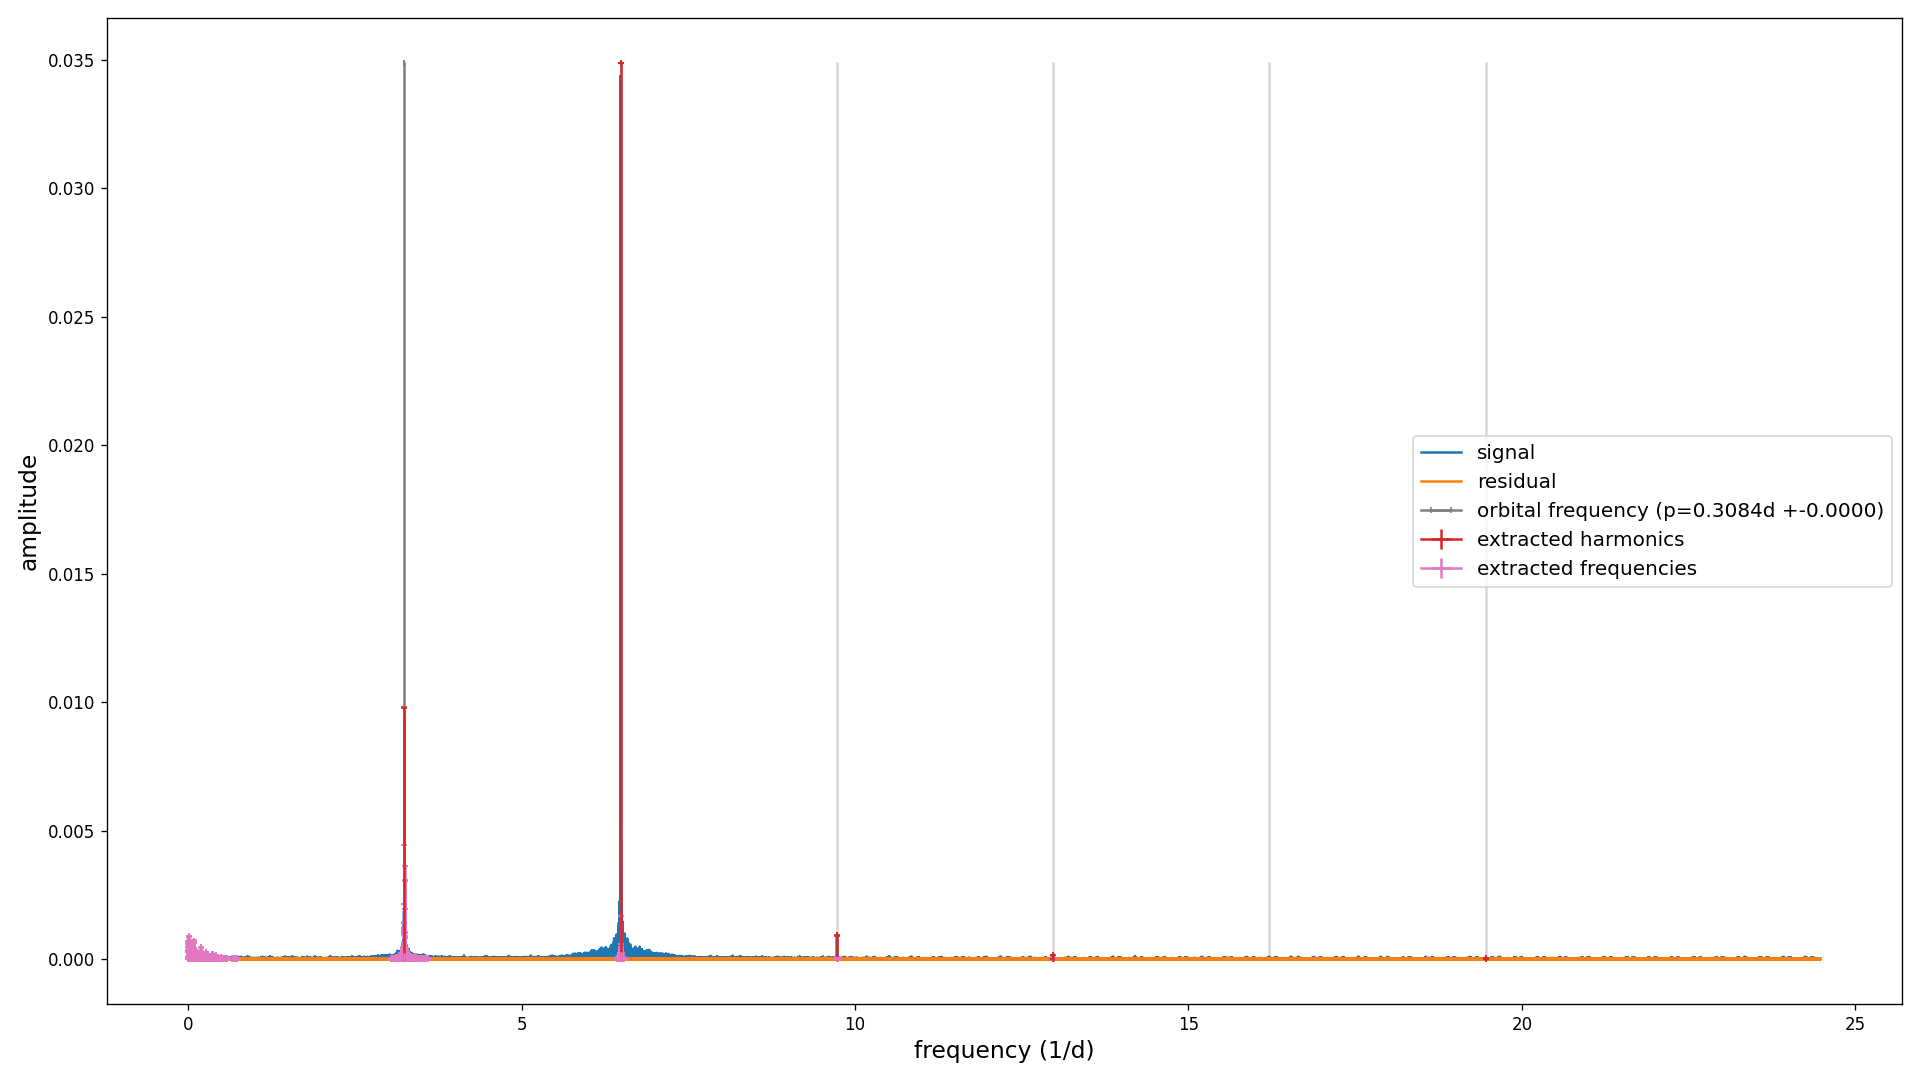 0.035
0.030
0.025
0.020
0.015
0.010
0.005
0.000
amplitude
0
5
10
15
20
25
frequency (1/d)
signal
residual
orbital frequency (p=0.3084d +-0.0000)
extracted harmonics
extracted frequencies